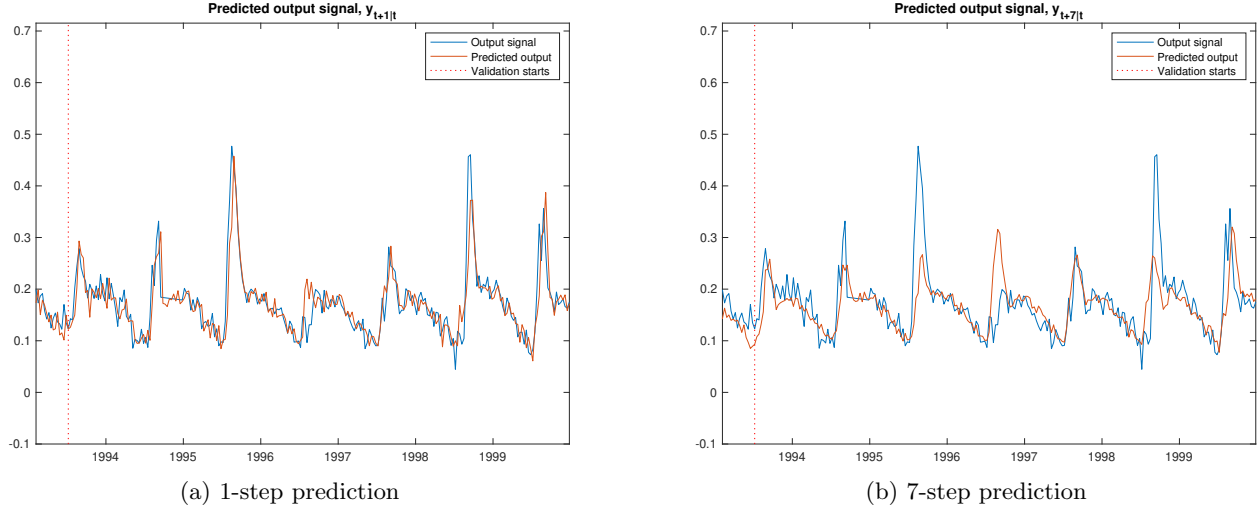 Predicted output signal, y_{t+1|t}
Output signal
Predicted output
Validation starts
0.7
0.6
0.5
0.4
0.3
0.2
0.1
0
-0.1
1994 1995 1996 1997 1998 1999
(a) 1-step prediction
Predicted output signal, y_{t+7|t}
Output signal
Predicted output
Validation starts
0.7
0.6
0.5
0.4
0.3
0.2
0.1
0
-0.1
1994 1995 1996 1997 1998 1999
(b) 7-step prediction